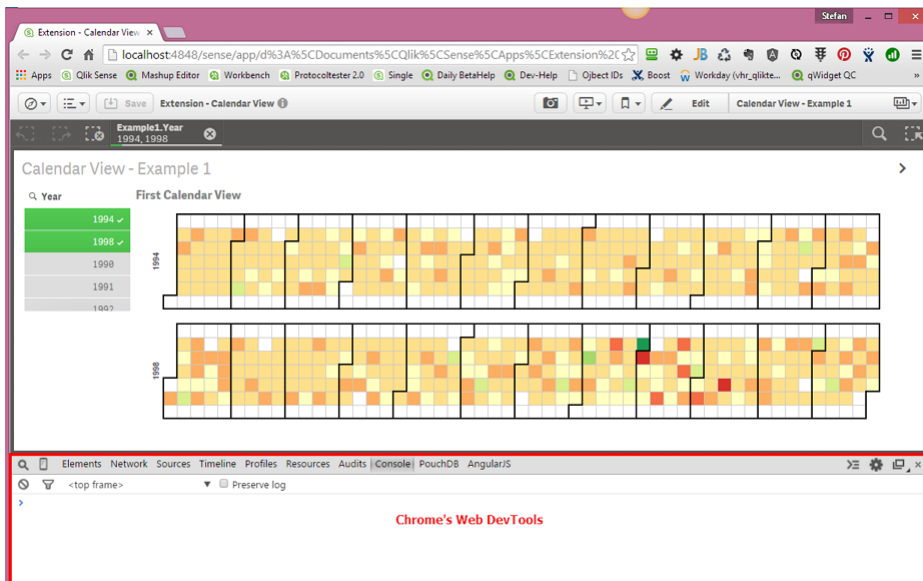 Stefan
Extension - Calendar View
localhost:4848/sense/app/d%3A%5CDocuments%5CQlik%5CSense%5CApps%5CExtension%2C
Apps Qlik Sense Mashup Editor Workbench Protocoltester 2.0 Single Daily BetaHelp Dev-Help Ojbect IDs Boost Workday (vhr_qlikte... qWidget QC »
Save Extension - Calendar View Edit Calendar View - Example 1
Example1.Year
1994, 1998
Calendar View - Example 1
Year First Calendar View
1994
1998
1990
1991
1992
1994
1998
Elements Network Sources Timeline Profiles Resources Audits Console PouchDB AngularJS
<top frame> Preserve log
Chrome's Web DevTools